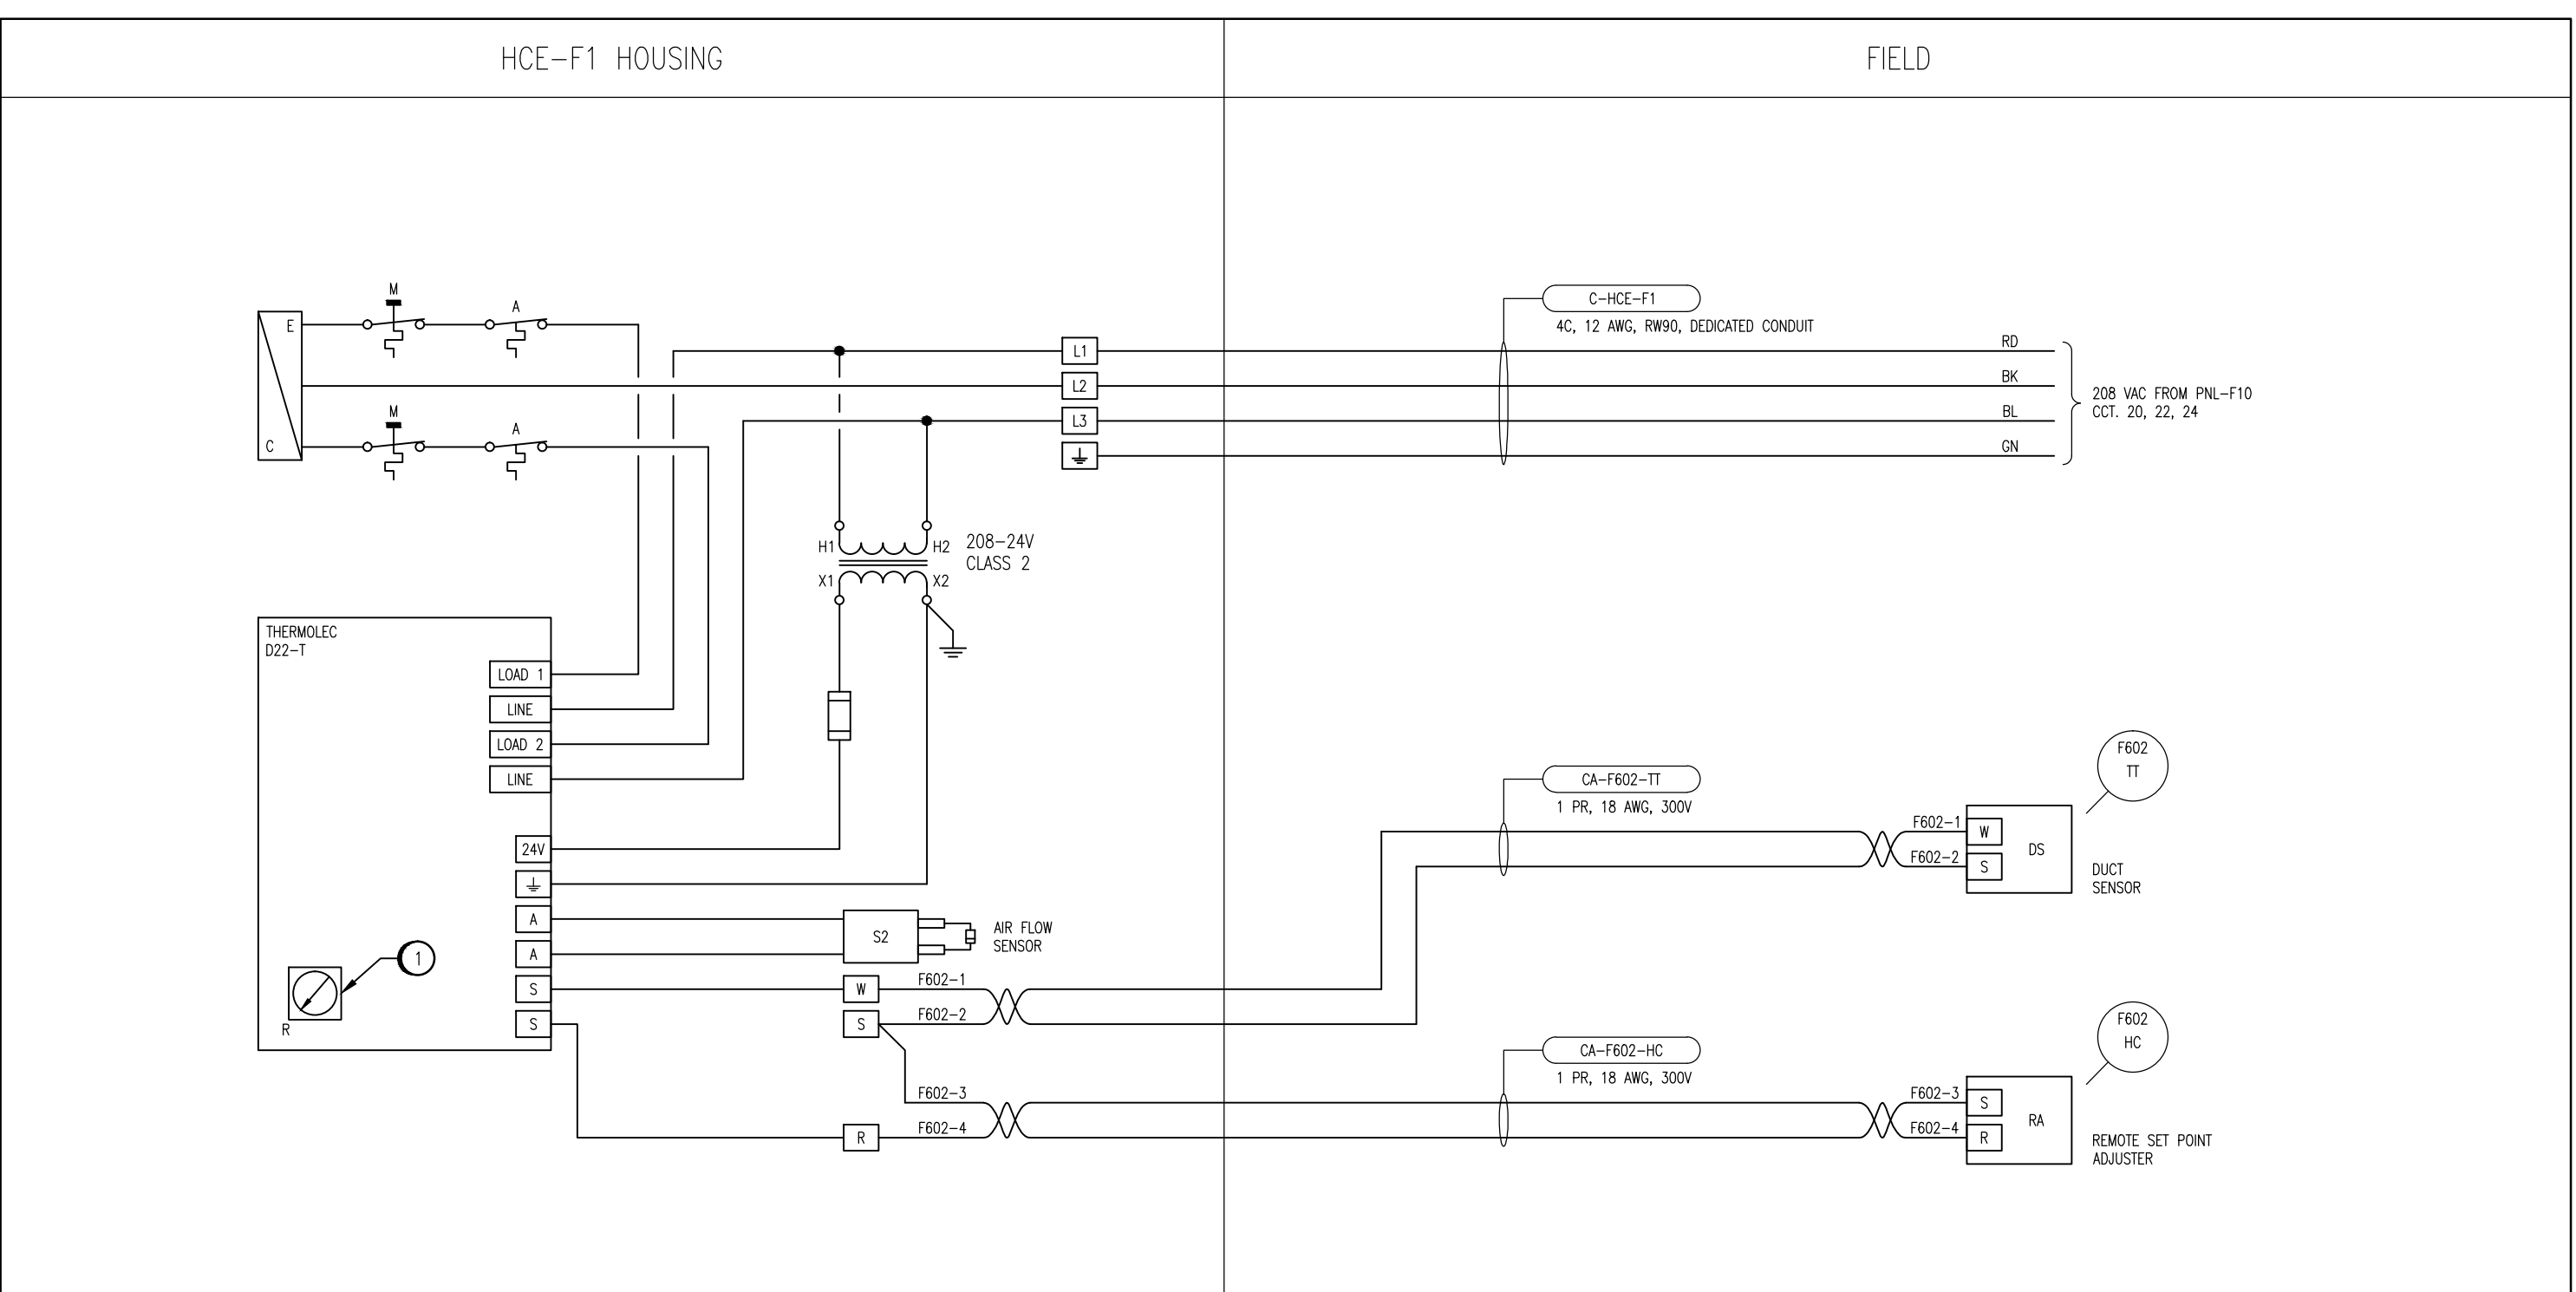 HCE-F1 HOUSING
FIELD
M
A
E
C
M
A
C-HCE-F1
4C, 12 AWG, RW90, DEDICATED CONDUIT
L1
RD
L2
BK
L3
BL
GN
208 VAC FROM PNL-F10
CCT. 20, 22, 24
H1
H2
208-24V
CLASS 2
X1
X2
THERMOLEC
D22-T
LOAD 1
LINE
LOAD 2
LINE
24V
A
A
S
S
1
R
S2
AIR FLOW
SENSOR
W
F602-1
S
F602-2
F602-3
R
F602-4
CA-F602-TT
1 PR, 18 AWG, 300V
F602-1
W
F602-2
S
DS
F602
TT
DUCT
SENSOR
CA-F602-HC
1 PR, 18 AWG, 300V
F602-3
S
F602-4
R
RA
F602
HC
REMOTE SET POINT
ADJUSTER